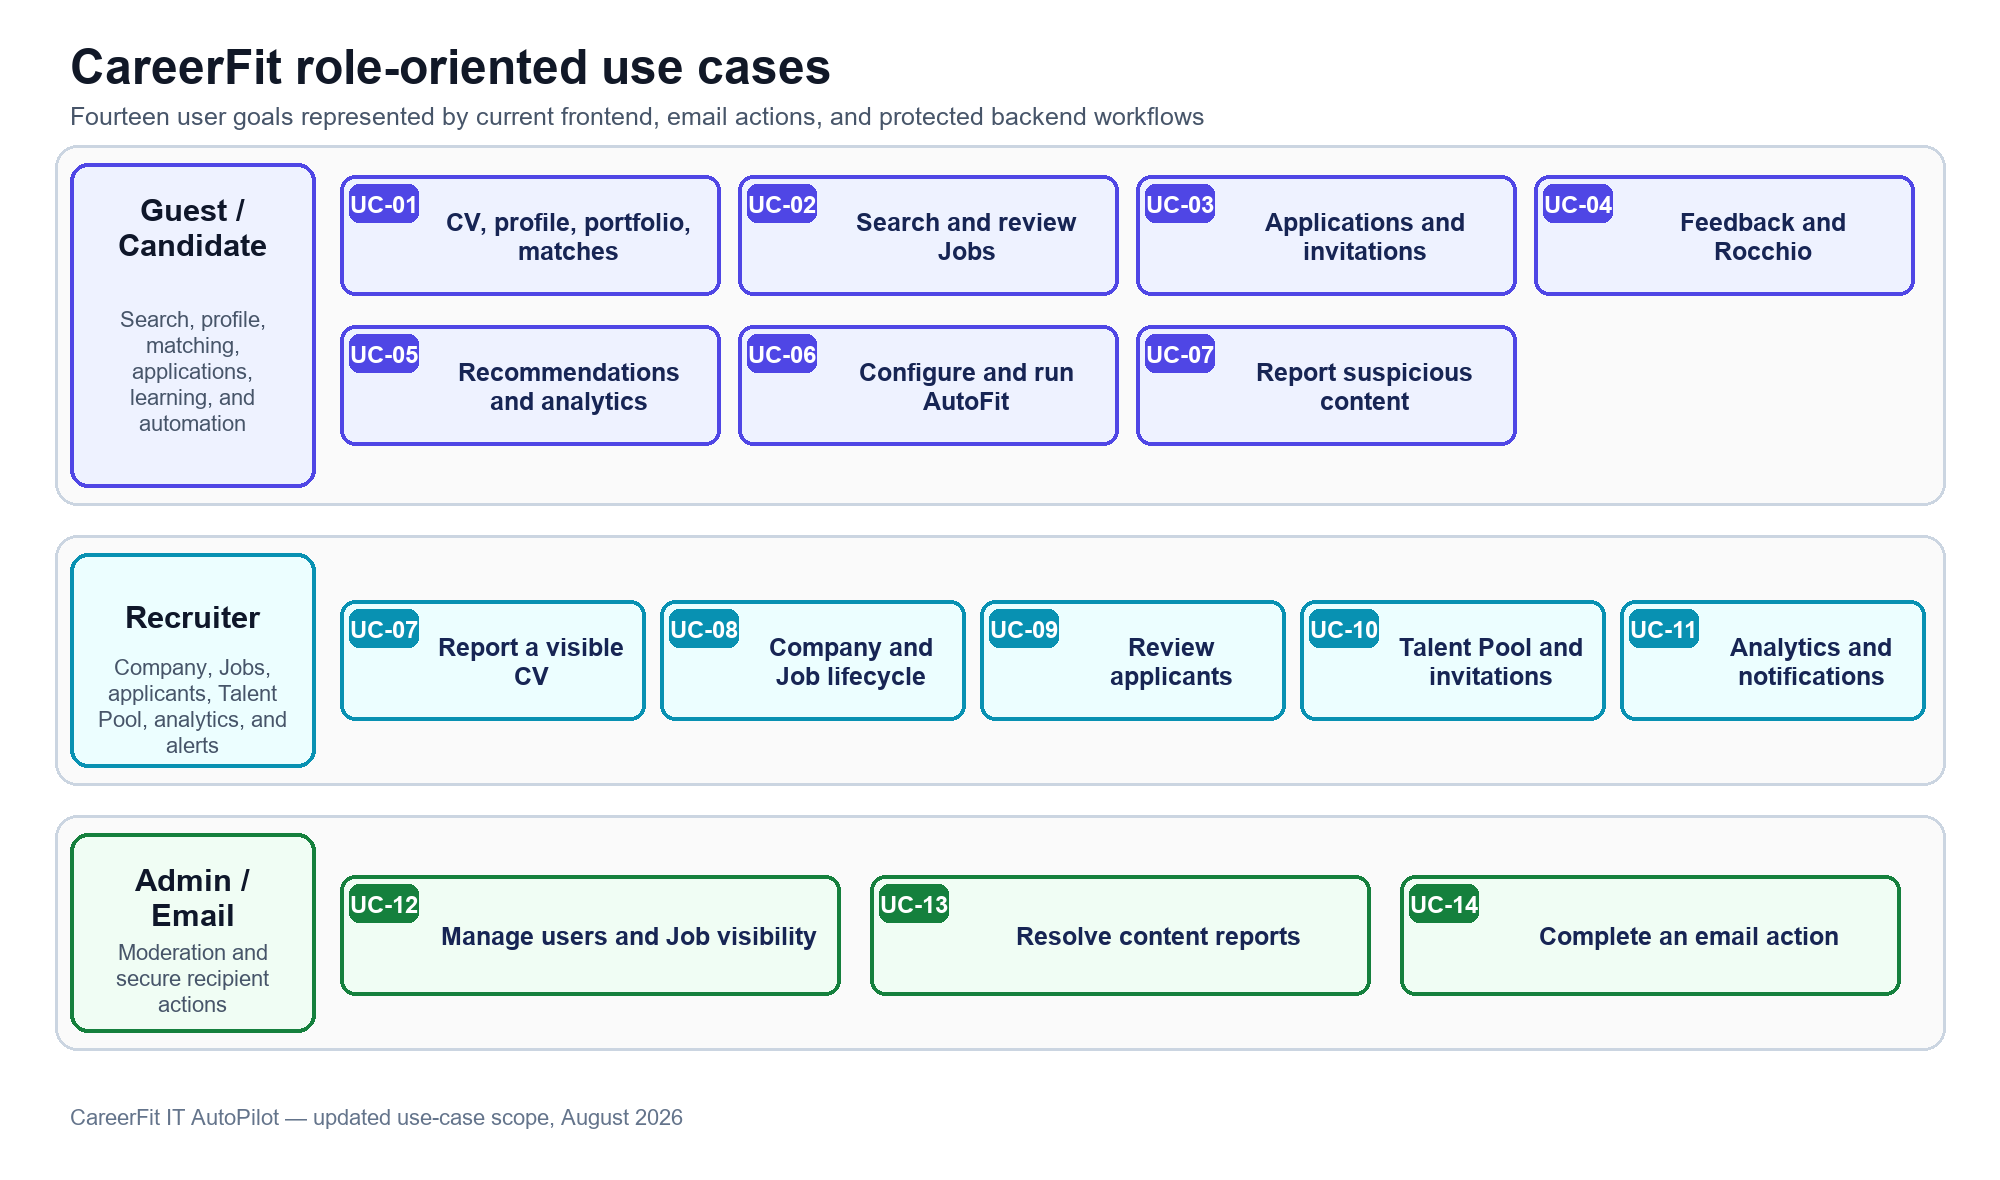 CareerFit role-oriented use cases
Fourteen user goals represented by current frontend, email actions, and protected backend workflows
Guest /
Candidate
Search, profile,
matching,
applications,
learning, and
automation
UC-01
CV, profile, portfolio,
matches
UC-02
Search and review
Jobs
UC-03
Applications and
invitations
UC-04
Feedback and
Rocchio
UC-05
Recommendations
and analytics
UC-06
Configure and run
AutoFit
UC-07
Report suspicious
content
Recruiter
Company, Jobs,
applicants, Talent
Pool, analytics, and
alerts
UC-07
Report a visible
CV
UC-08
Company and
Job lifecycle
UC-09
Review
applicants
UC-10
Talent Pool and
invitations
UC-11
Analytics and
notifications
Admin /
Email
Moderation and
secure recipient
actions
UC-12
Manage users and Job visibility
UC-13
Resolve content reports
UC-14
Complete an email action
CareerFit IT AutoPilot — updated use-case scope, August 2026